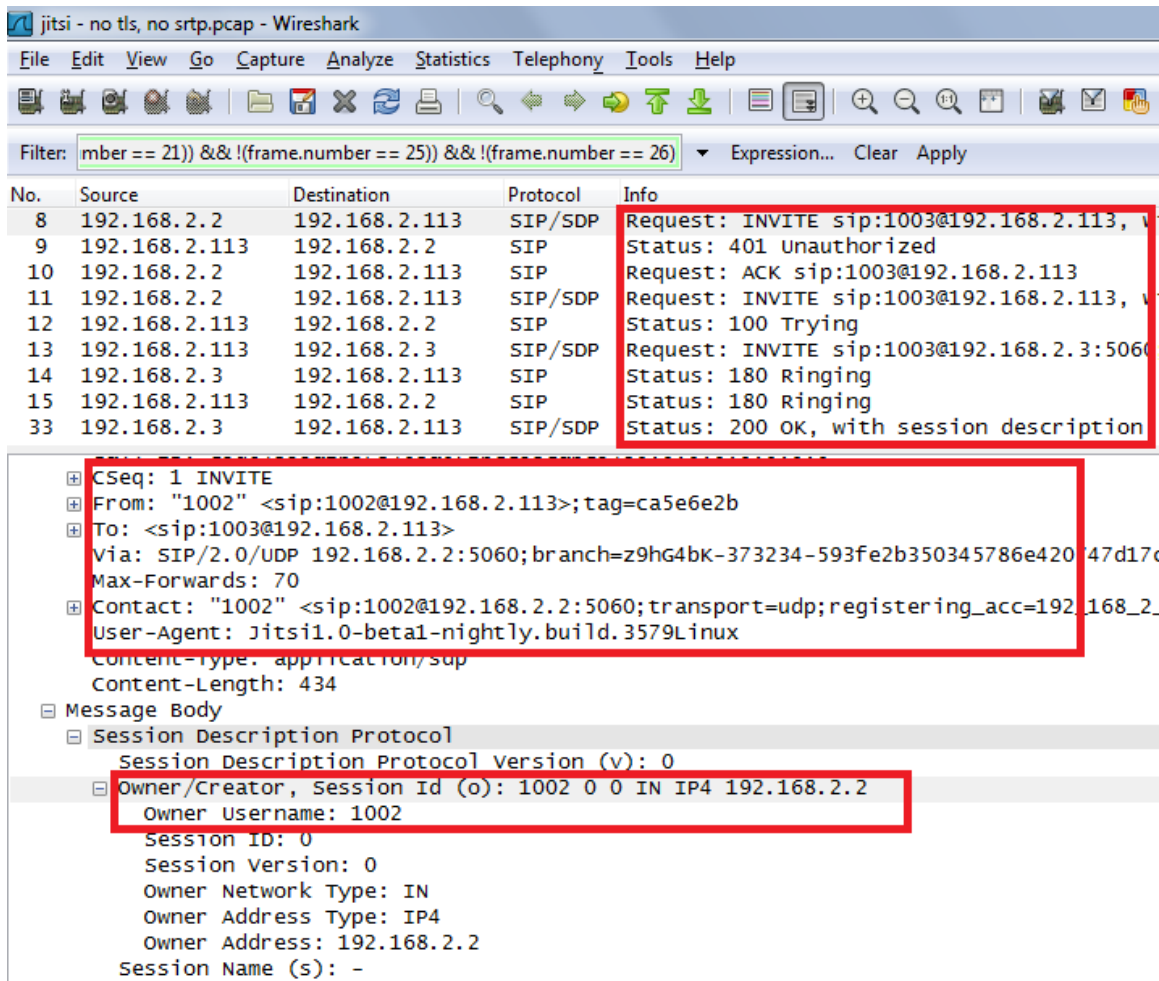 jitsi - no tls, no srtp.pcap - Wireshark
File Edit View Go Capture Analyze Statistics Telephony Tools Help
Filter: mber == 21)) && !(frame.number == 25)) && !(frame.number == 26) Expression... Clear Apply
No. Source Destination Protocol Info
8 192.168.2.2 192.168.2.113 SIP/SDP Request: INVITE sip:1003@192.168.2.113, w
9 192.168.2.113 192.168.2.2 SIP Status: 401 Unauthorized
10 192.168.2.2 192.168.2.113 SIP Request: ACK sip:1003@192.168.2.113
11 192.168.2.2 192.168.2.113 SIP/SDP Request: INVITE sip:1003@192.168.2.113, w
12 192.168.2.113 192.168.2.2 SIP Status: 100 Trying
13 192.168.2.113 192.168.2.3 SIP/SDP Request: INVITE sip:1003@192.168.2.3:5060
14 192.168.2.3 192.168.2.113 SIP Status: 180 Ringing
15 192.168.2.113 192.168.2.2 SIP Status: 180 Ringing
33 192.168.2.3 192.168.2.113 SIP/SDP Status: 200 OK, with session description
CSeq: 1 INVITE
From: "1002" <sip:1002@192.168.2.113>;tag=ca5e6e2b
To: <sip:1003@192.168.2.113>
Via: SIP/2.0/UDP 192.168.2.2:5060;branch=z9hG4bK-373234-593fe2b350345786e420747d17c
Max-Forwards: 70
Contact: "1002" <sip:1002@192.168.2.2:5060;transport=udp;registering_acc=192_168_2_
User-Agent: Jitsi1.0-beta1-nightly.build.3579Linux
Content-Type: application/sdp
Content-Length: 434
Message Body
Session Description Protocol
Session Description Protocol Version (v): 0
Owner/Creator, Session Id (o): 1002 0 0 IN IP4 192.168.2.2
Owner Username: 1002
Session ID: 0
Session Version: 0
Owner Network Type: IN
Owner Address Type: IP4
Owner Address: 192.168.2.2
Session Name (s): -